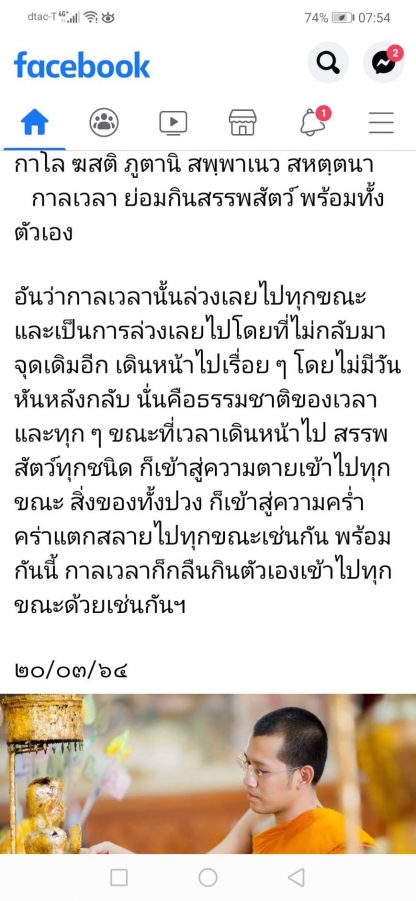 dtac-T 4G+ 74% 07:54
facebook
2
1
กาโล ฆสติ ภูตานิ สพฺพาเนว สหตฺตนา
กาลเวลา ย่อมกินสรรพสัตว์ พร้อมทั้ง
ตัวเอง
อันว่ากาลเวลานั้นล่วงเลยไปทุกขณะ
และเป็นการล่วงเลยไปโดยที่ไม่กลับมา
จุดเดิมอีก เดินหน้าไปเรื่อย ๆ โดยไม่มีวัน
หันหลังกลับ นั่นคือธรรมชาติของเวลา
และทุก ๆ ขณะที่เวลาเดินหน้าไป สรรพ
สัตว์ทุกชนิด ก็เข้าสู่ความตายเข้าไปทุก
ขณะ สิ่งของทั้งปวง ก็เข้าสู่ความคร่ำ
คร่าแตกสลายไปทุกขณะเช่นกัน พร้อม
กันนี้ กาลเวลาก็กลืนกินตัวเองเข้าไปทุก
ขณะด้วยเช่นกันฯ
๒๐/๐๓/๖๔